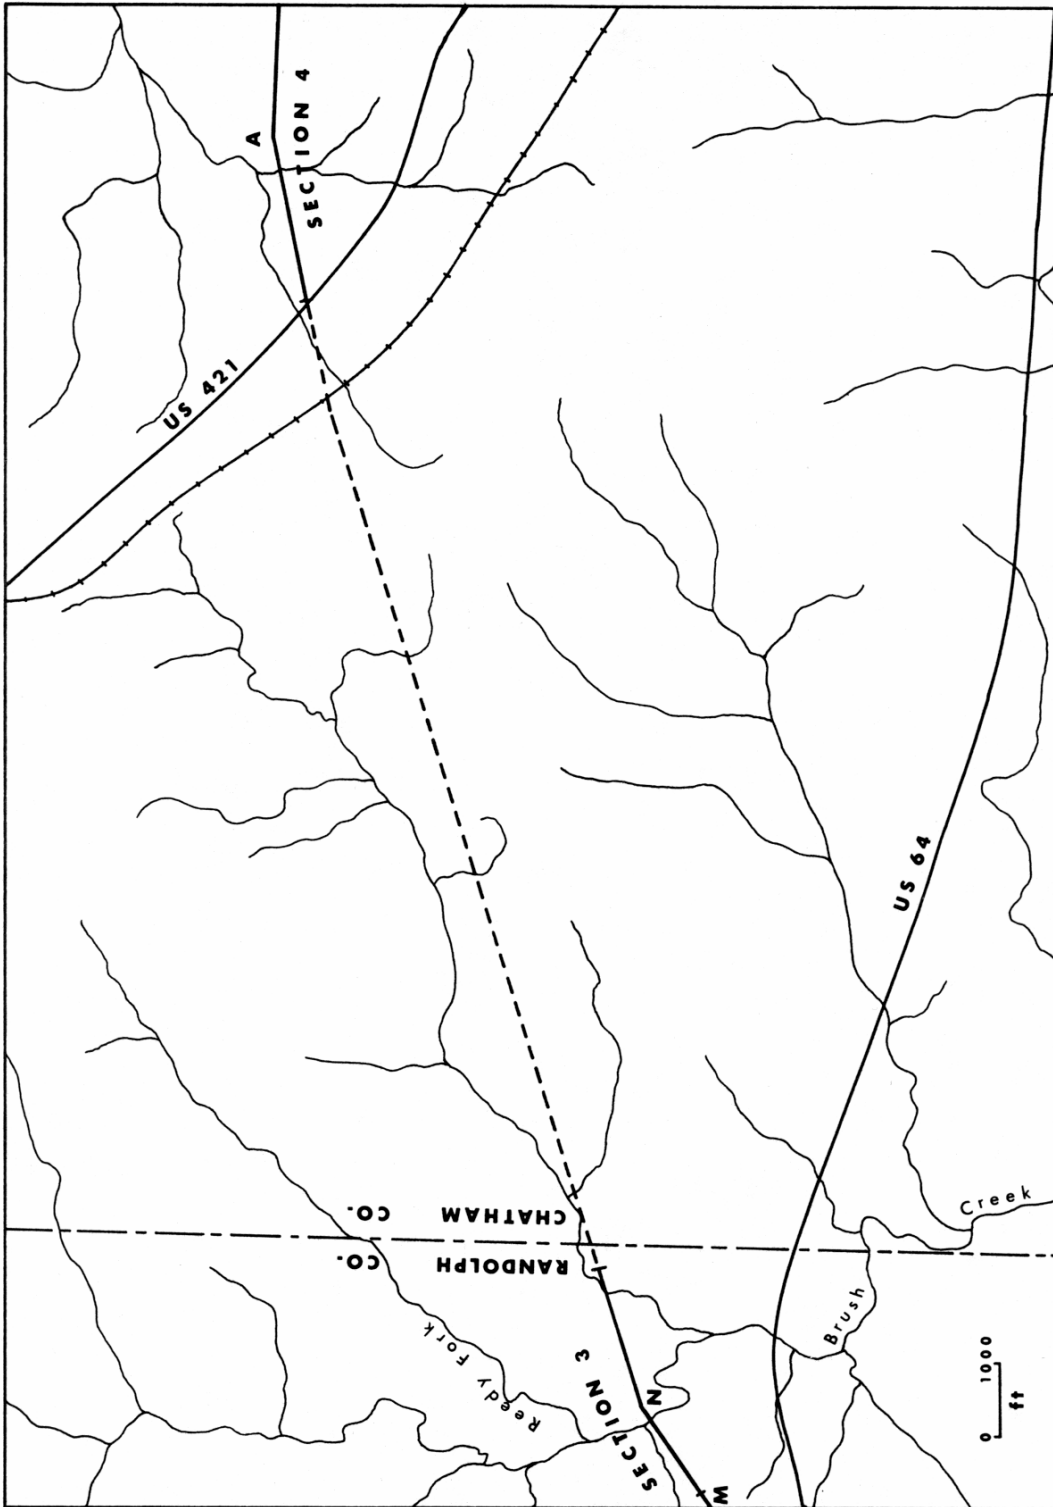 A
SECTION 4
US 421
US 64
CHATHAM CO.
RANDOLPH CO.
Creek
Brush
Reedy Fork
SECTION 3
N
M
0 1000
ft